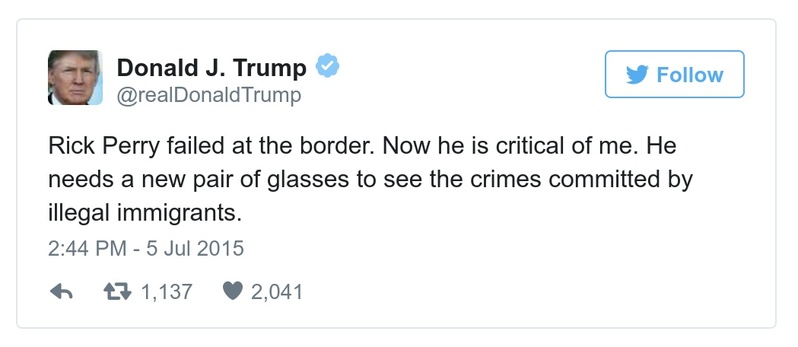 Donald J. Trump
@realDonaldTrump
Follow
Rick Perry failed at the border. Now he is critical of me. He
needs a new pair of glasses to see the crimes committed by
illegal immigrants.
2:44 PM - 5 Jul 2015
1,137 2,041